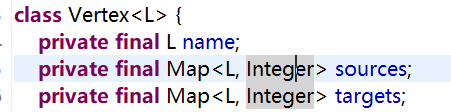 class Vertex<L> {
private final L name;
private final Map<L, Integer> sources;
private final Map<L, Integer> targets;